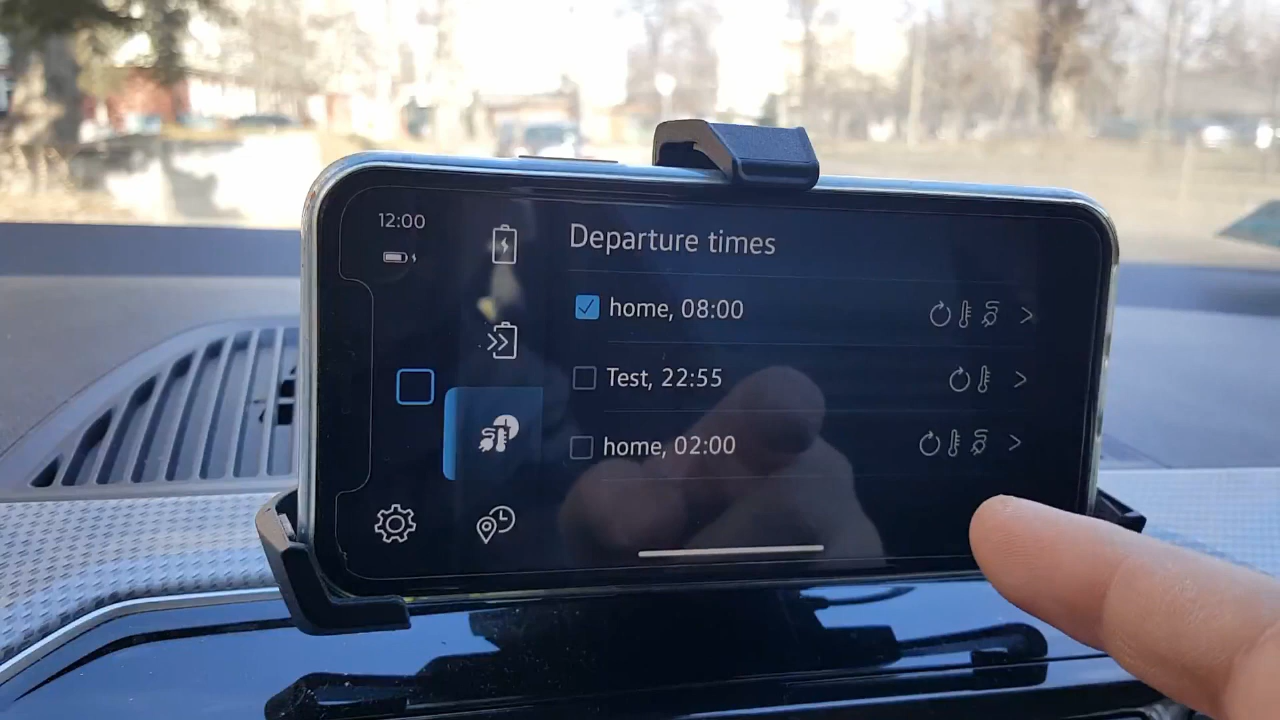 12:00
Departure times
home, 08:00
Test, 22:55
home, 02:00